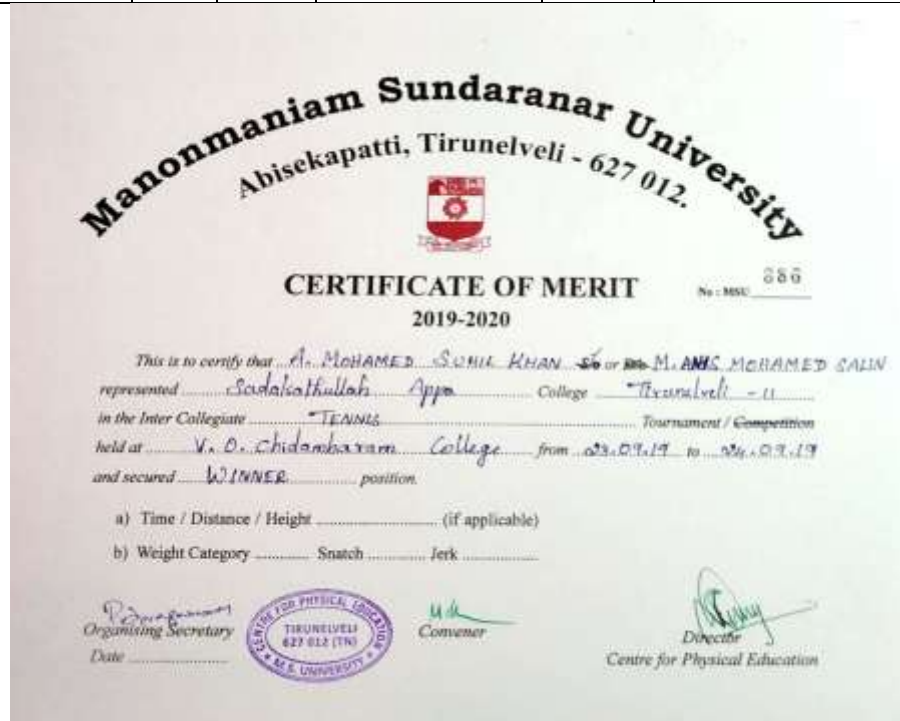 Manonmaniam Sundaranar University
Abisekapatti, Tirunelveli - 627 012.
CERTIFICATE OF MERIT
No : MSU 886
2019-2020
This is to certify that A. MOHAMED SUHIL KHAN S/o or M. ANIS MOHAMED SALIN
represented Sadakathullah Appa College Tirunelveli - 11
in the Inter Collegiate TENNIS Tournament / Competition
held at V. O. Chidambaram College from 23.09.19 to 24.09.19
and secured WINNER position.
a) Time / Distance / Height (if applicable)
b) Weight Category Snatch Jerk
Organising Secretary
Date
CENTRE FOR PHYSICAL EDUCATION
TIRUNELVELI
627 012 (TN)
M.S. UNIVERSITY
Convener
Director
Centre for Physical Education